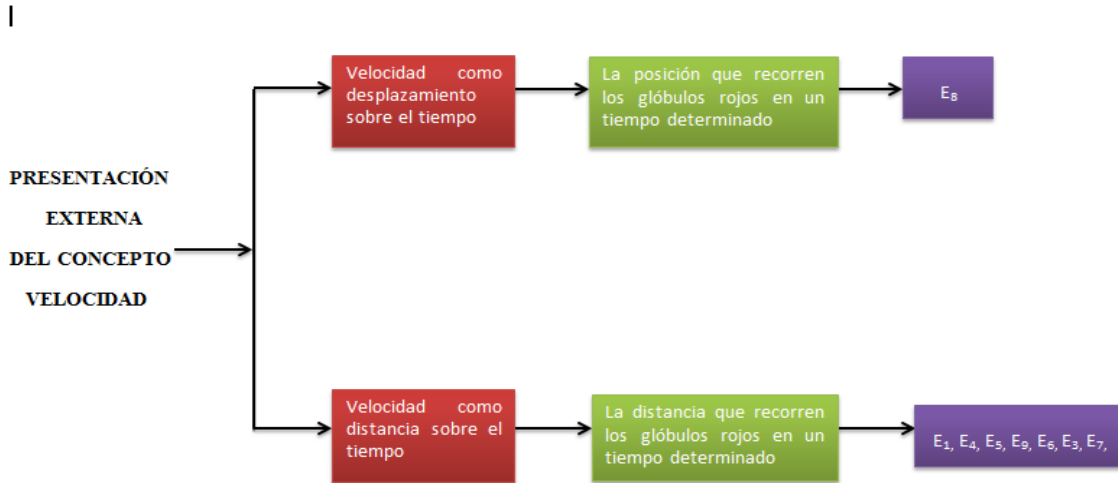 Velocidad como
desplazamiento
sobre el tiempo
La posición que recorren
los glóbulos rojos en un
tiempo determinado
E₈
PRESENTACIÓN
EXTERNA
DEL CONCEPTO
VELOCIDAD
Velocidad como
distancia sobre el
tiempo
La distancia que recorren
los glóbulos rojos en un
tiempo determinado
E₁, E₄, E₅, E₉, E₆, E₃, E₇,